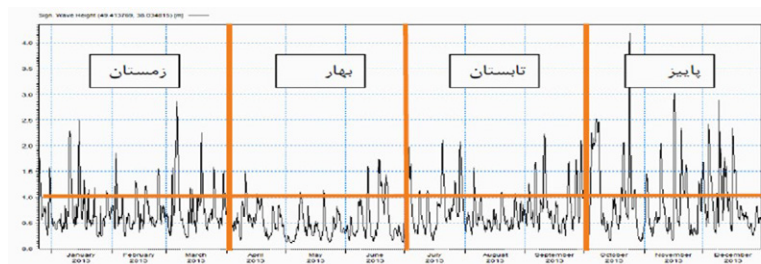 Sign. Wave Height (49.413789, 38.034015) [m]
زمستان
بهار
تابستان
پاییز
4.0
3.5
3.0
2.5
2.0
1.5
1.0
0.5
0.0
January February March April May June July August September October November December
2013 2013 2013 2013 2013 2013 2013 2013 2013 2013 2013 2013